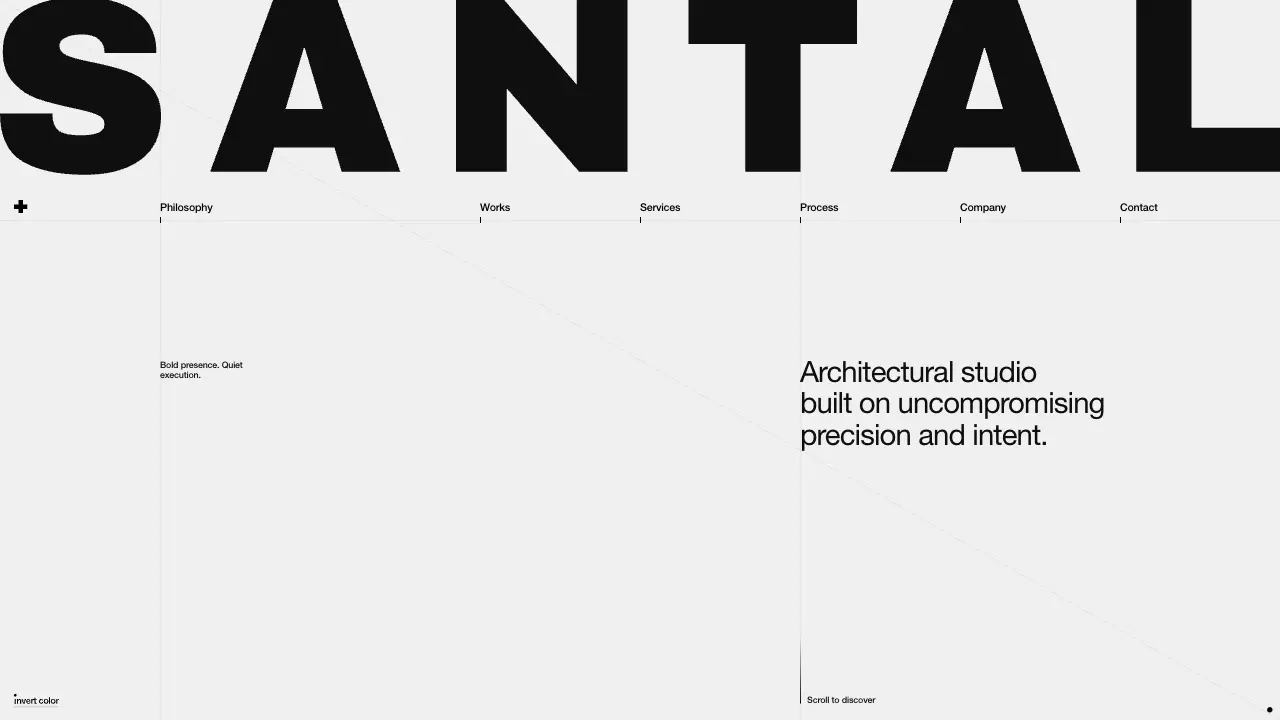 SANTAL
Philosophy
Works
Services
Process
Company
Contact
Bold presence. Quiet
execution.
Architectural studio
built on uncompromising
precision and intent.
invert color
Scroll to discover